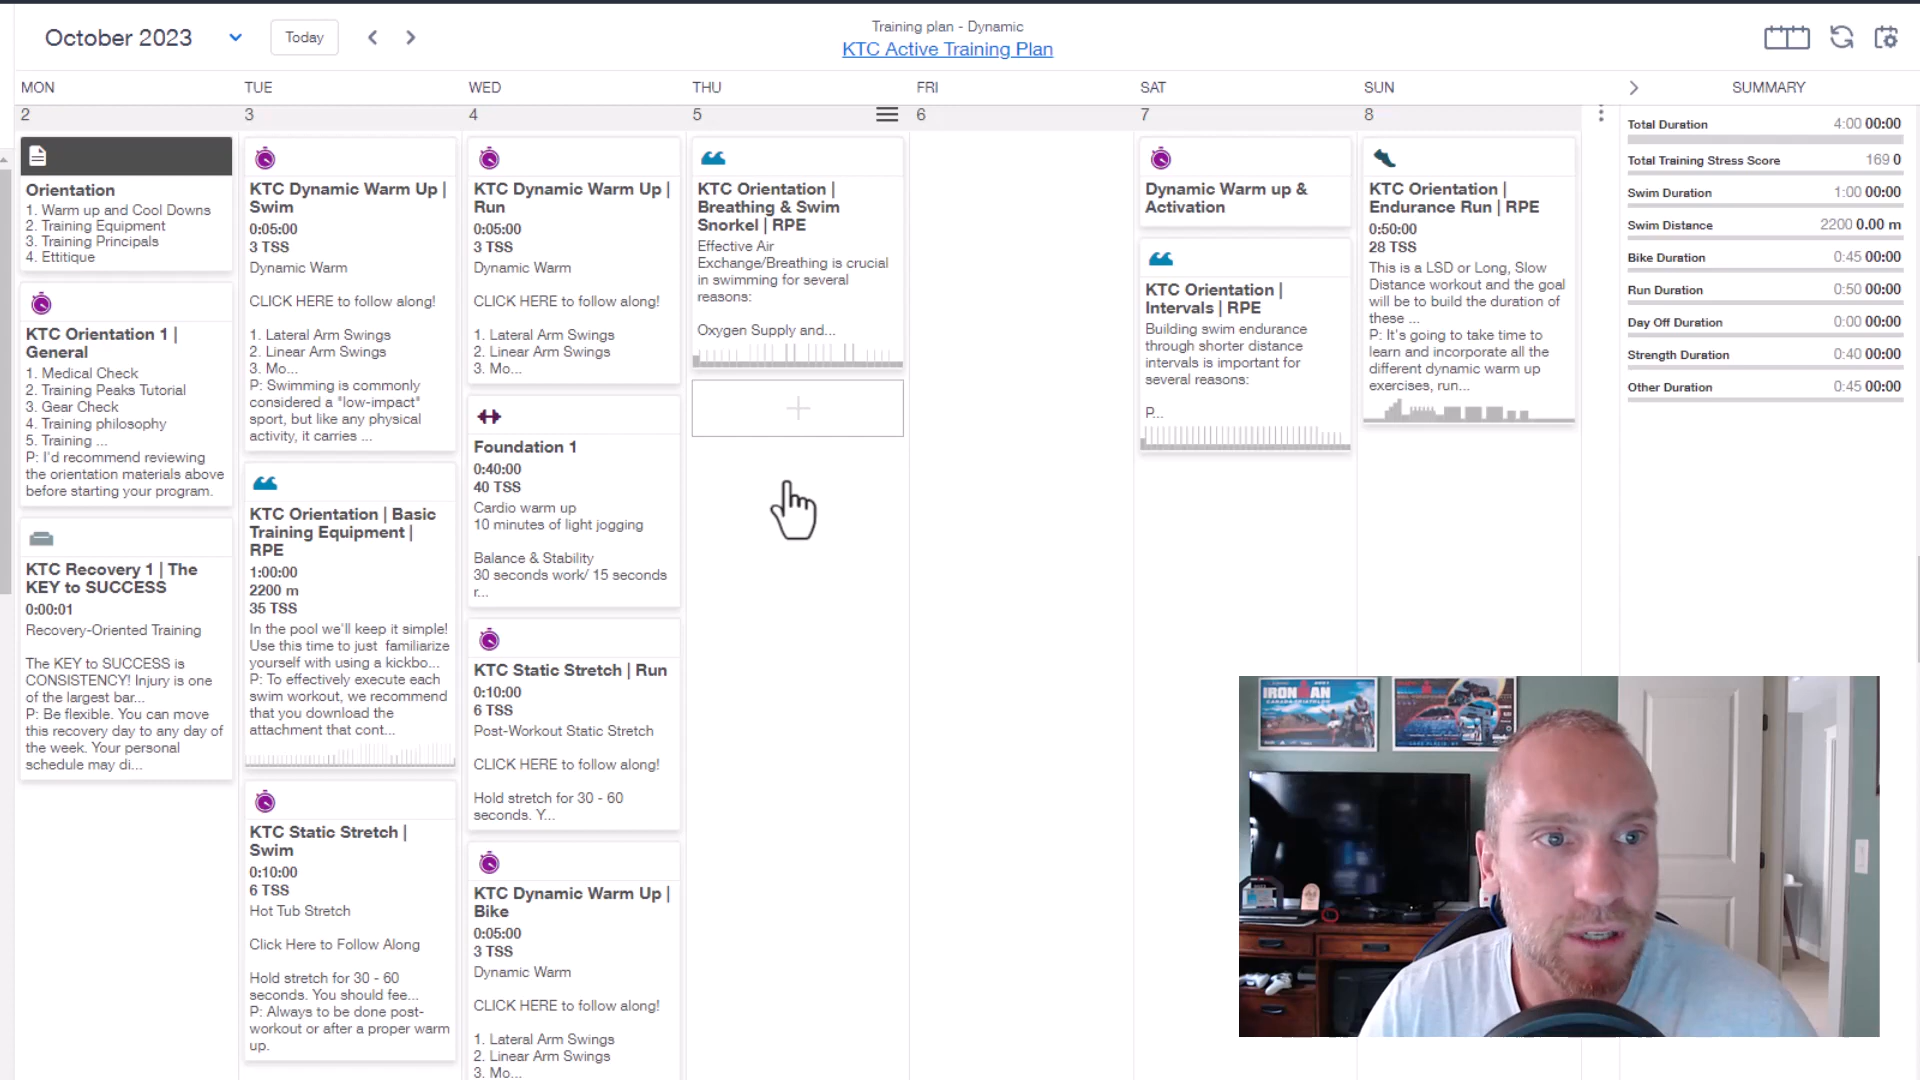 October 2023
Today
Training plan - Dynamic
KTC Active Training Plan
MON
TUE
WED
THU
FRI
SAT
SUN
SUMMARY
2
3
4
5
6
7
8
Orientation
1. Warm up and Cool Downs
2. Training Equipment
3. Training Principals
4. Ettitique
KTC Orientation 1 |
General
1. Medical Check
2. Training Peaks Tutorial
3. Gear Check
4. Training philosophy
5. Training ...
P: I'd recommend reviewing
the orientation materials above
before starting your program.
KTC Recovery 1 | The
KEY to SUCCESS
0:00:01
Recovery-Oriented Training
The KEY to SUCCESS is
CONSISTENCY! Injury is one
of the largest bar...
P: Be flexible. You can move
this recovery day to any day of
the week. Your personal
schedule may di...
KTC Dynamic Warm Up |
Swim
0:05:00
3 TSS
Dynamic Warm
CLICK HERE to follow along!
1. Lateral Arm Swings
2. Linear Arm Swings
3. Mo...
P: Swimming is commonly
considered a "low-impact"
sport, but like any physical
activity, it carries ...
KTC Orientation | Basic
Training Equipment |
RPE
1:00:00
2200 m
35 TSS
In the pool we'll keep it simple!
Use this time to just familiarize
yourself with using a kickbo...
P: To effectively execute each
swim workout, we recommend
that you download the
attachment that cont...
KTC Static Stretch |
Swim
0:10:00
6 TSS
Hot Tub Stretch
Click Here to Follow Along
Hold stretch for 30 - 60
seconds. You should fee...
P: Always to be done post-
workout or after a proper warm
up.
KTC Dynamic Warm Up |
Run
0:05:00
3 TSS
Dynamic Warm
CLICK HERE to follow along!
1. Lateral Arm Swings
2. Linear Arm Swings
3. Mo...
Foundation 1
0:40:00
40 TSS
Cardio warm up
10 minutes of light jogging
Balance & Stability
30 seconds work/ 15 seconds
r...
KTC Static Stretch | Run
0:10:00
6 TSS
Post-Workout Static Stretch
CLICK HERE to follow along!
Hold stretch for 30 - 60
seconds. Y...
KTC Dynamic Warm Up |
Bike
0:05:00
3 TSS
Dynamic Warm
CLICK HERE to follow along!
1. Lateral Arm Swings
2. Linear Arm Swings
3. Mo...
KTC Orientation |
Breathing & Swim
Snorkel | RPE
Effective Air
Exchange/Breathing is crucial
in swimming for several
reasons:
Oxygen Supply and...
Dynamic Warm up &
Activation
KTC Orientation |
Intervals | RPE
Building swim endurance
through shorter distance
intervals is important for
several reasons:
P...
KTC Orientation |
Endurance Run | RPE
0:50:00
28 TSS
This is a LSD or Long, Slow
Distance workout and the goal
will be to build the duration of
these ...
P: It's going to take time to
learn and incorporate all the
different dynamic warm up
exercises, run...
Total Duration 4:00 00:00
Total Training Stress Score 169 0
Swim Duration 1:00 00:00
Swim Distance 2200 0.00 m
Bike Duration 0:45 00:00
Run Duration 0:50 00:00
Day Off Duration 0:00 00:00
Strength Duration 0:40 00:00
Other Duration 0:45 00:00
IRONMAN